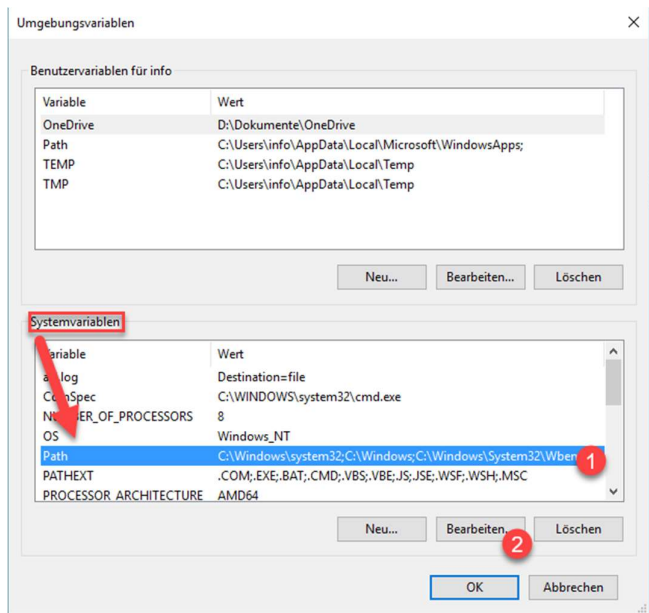 Umgebungsvariablen
Benutzervariablen für info
Variable Wert
OneDrive D:\Dokumente\OneDrive
Path C:\Users\info\AppData\Local\Microsoft\WindowsApps;
TEMP C:\Users\info\AppData\Local\Temp
TMP C:\Users\info\AppData\Local\Temp
Neu... Bearbeiten... Löschen
Systemvariablen
Wert
Destination=file
C:\WINDOWS\system32\cmd.exe
8
OS Windows_NT
Path C:\Windows\system32;C:\Windows;C:\Windows\System32\Wbem 1
PATHEXT .COM;.EXE;.BAT;.CMD;.VBS;.VBE;.JS;.JSE;.WSF;.WSH;.MSC
PROCESSOR_ARCHITECTURE AMD64
Neu... Bearbeiten... Löschen
2
OK Abbrechen